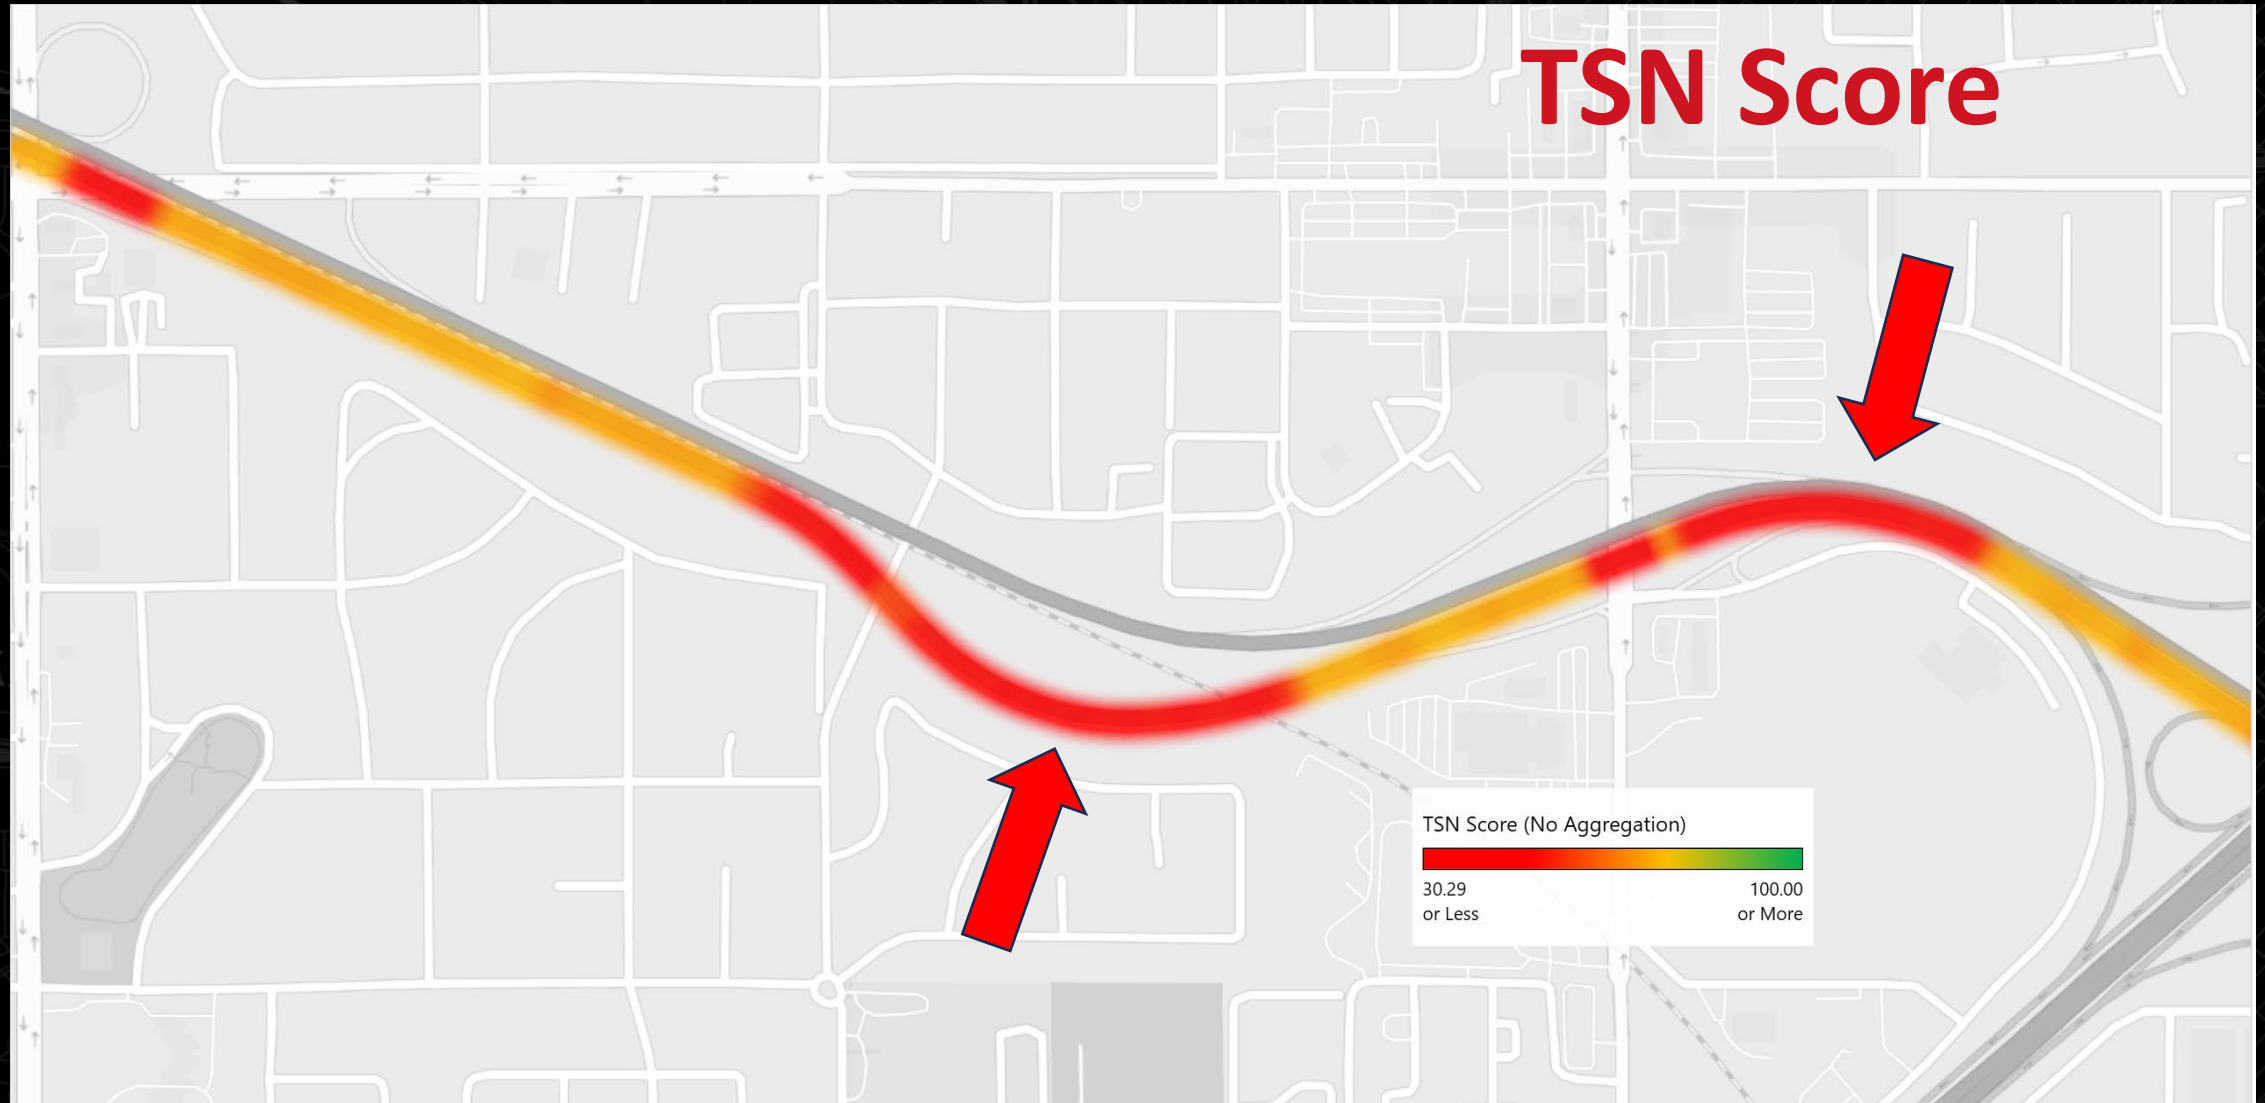 TSN Score
TSN Score (No Aggregation)
30.29 100.00
or Less or More